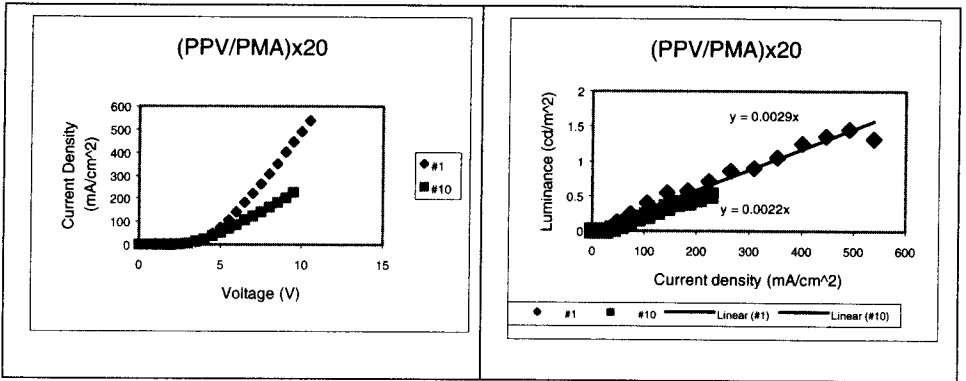 (PPV/PMA)x20
Current Density
(mA/cm^2)
600
500
400
300
200
100
0
0
5
10
15
Voltage (V)
#1
#10
(PPV/PMA)x20
Luminance (cd/m^2)
2
1.5
1
0.5
0
y = 0.0029x
y = 0.0022x
0
100
200
300
400
500
600
Current density (mA/cm^2)
#1
#10
Linear (#1)
Linear (#10)